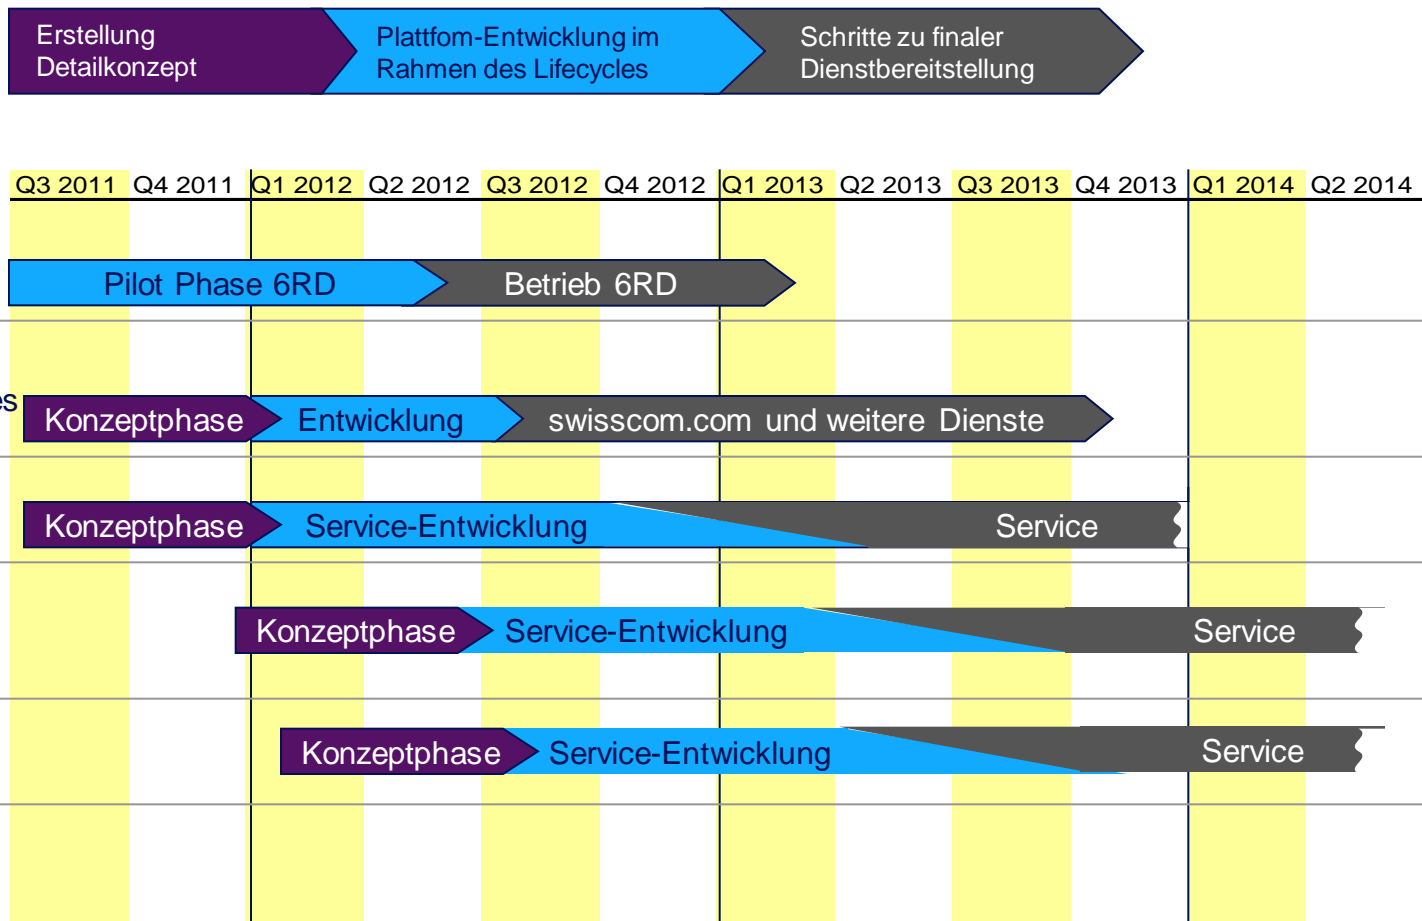 Erstellung
Detailkonzept
Plattfom-Entwicklung im
Rahmen des Lifecycles
Schritte zu finaler
Dienstbereitstellung
Q3 2011 Q4 2011 Q1 2012 Q2 2012 Q3 2012 Q4 2012 Q1 2013 Q2 2013 Q3 2013 Q4 2013 Q1 2014 Q2 2014
Pilot Phase 6RD Betrieb 6RD
Konzeptphase Entwicklung swisscom.com und weitere Dienste
Konzeptphase Service-Entwicklung Service
Konzeptphase Service-Entwicklung Service
Konzeptphase Service-Entwicklung Service